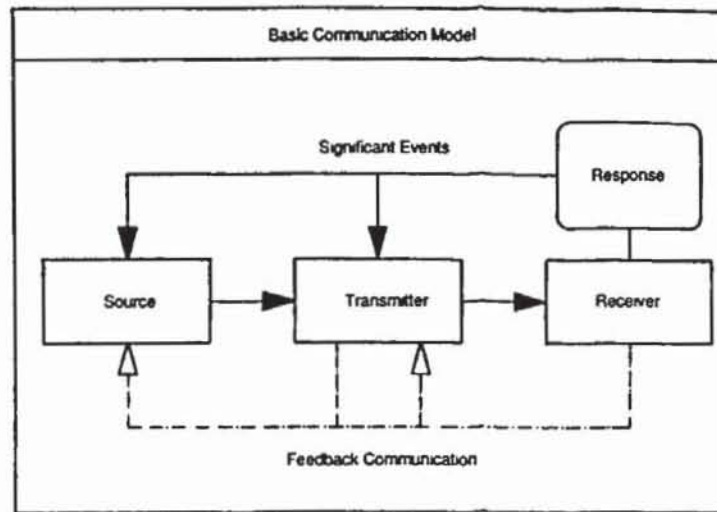 Basic Communication Model
Significant Events
Response
Source
Transmitter
Receiver
Feedback Communication